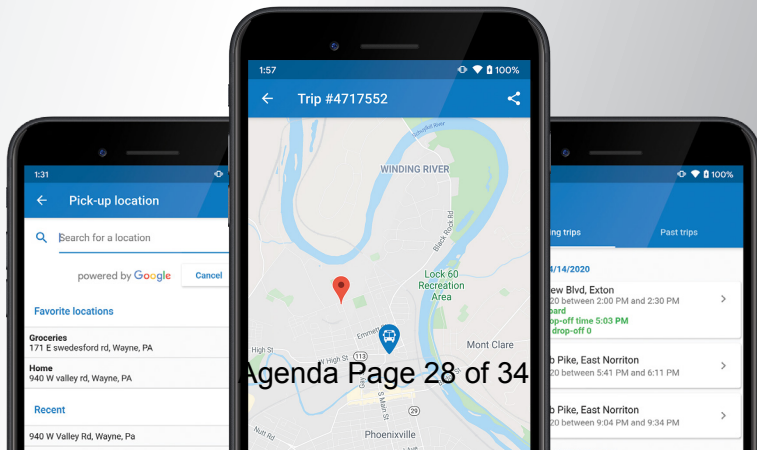 1:31
Pick-up location
Search for a location
powered by Google
Cancel
Favorite locations
Groceries
171 E swedesford rd, Wayne, PA
Home
940 W valley rd, Wayne, PA
Recent
940 W Valley Rd, Wayne, Pa
1:57
100%
Trip #4717552
WINDING RIVER
Black Rock Rd
Lock 60
Recreation
Area
High St
W High St
113
Mont Clare
S Main St
29
Nutt Rd
Phoenixville
100%
ing trips
Past trips
4/14/2020
ew Blvd, Exton
20 between 2:00 PM and 2:30 PM
oard
op-off time 5:03 PM
drop-off 0
b Pike, East Norriton
20 between 5:41 PM and 6:11 PM
b Pike, East Norriton
20 between 9:04 PM and 9:34 PM
Agenda Page 28 of 34